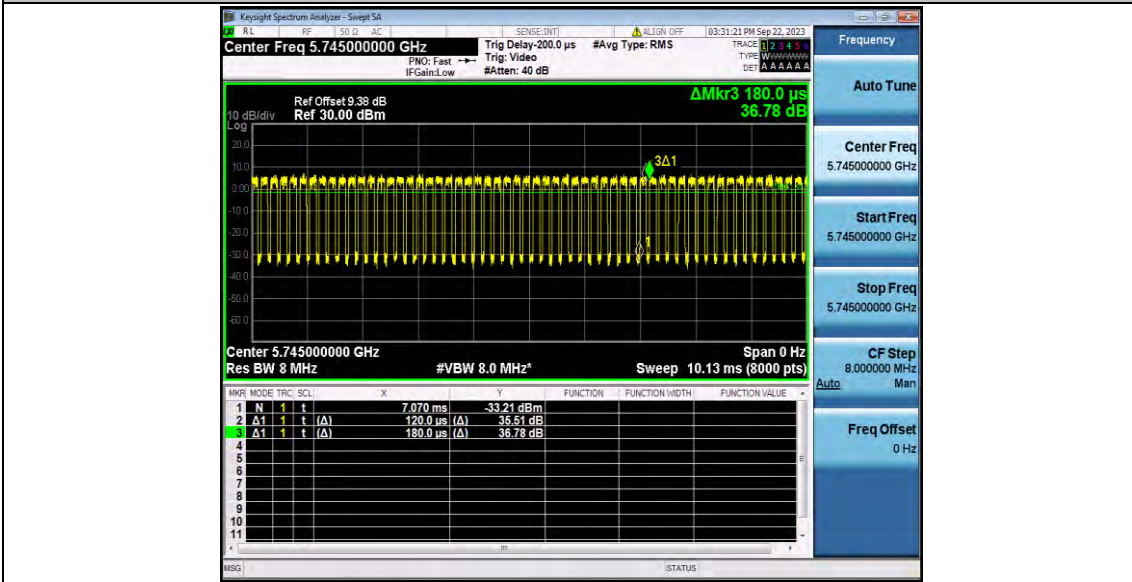 Keysight Spectrum Analyzer - Swept SA
RL RF 50 Ω AC SENSE:INT ALIGN OFF 03:31:21 PM Sep 22, 2023
Center Freq 5.745000000 GHz
PNO: Fast
IFGain:Low
Trig Delay-200.0 µs
Trig: Video
#Atten: 40 dB
#Avg Type: RMS
TRACE 1 2 3 4 5 6
TYPE W
DET A A A A A A
Ref Offset 9.38 dB
10 dB/div Ref 30.00 dBm
Log
ΔMkr3 180.0 µs
36.78 dB
20.0
10.0
0.00
-10.0
-20.0
-30.0
-40.0
-50.0
-60.0
3Δ1
1
Center 5.745000000 GHz Span 0 Hz
Res BW 8 MHz #VBW 8.0 MHz* Sweep 10.13 ms (8000 pts)
MKR MODE TRC SCL X Y FUNCTION FUNCTION WIDTH FUNCTION VALUE
1 N 1 t 7.070 ms -33.21 dBm
2 Δ1 1 t (Δ) 120.0 µs (Δ) 35.51 dB
3 Δ1 1 t (Δ) 180.0 µs (Δ) 36.78 dB
4
5
6
7
8
9
10
11
MSG STATUS
Frequency
Auto Tune
Center Freq
5.745000000 GHz
Start Freq
5.745000000 GHz
Stop Freq
5.745000000 GHz
CF Step
8.000000 MHz
Auto Man
Freq Offset
0 Hz